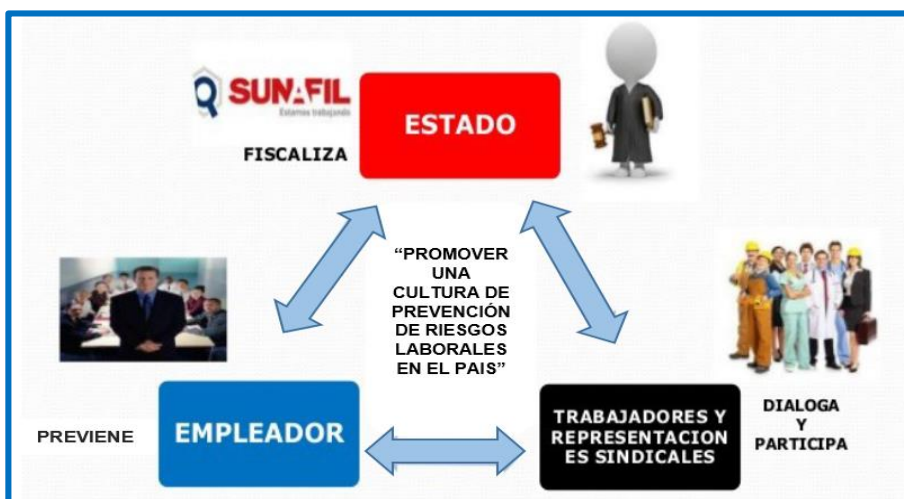 SUNAFIL
Estamos trabajando
FISCALIZA
ESTADO
“PROMOVER
UNA
CULTURA DE
PREVENCIÓN
DE RIESGOS
LABORALES
EN EL PAIS”
PREVIENE
EMPLEADOR
TRABAJADORES Y
REPRESENTACION
ES SINDICALES
DIALOGA
Y
PARTICIPA